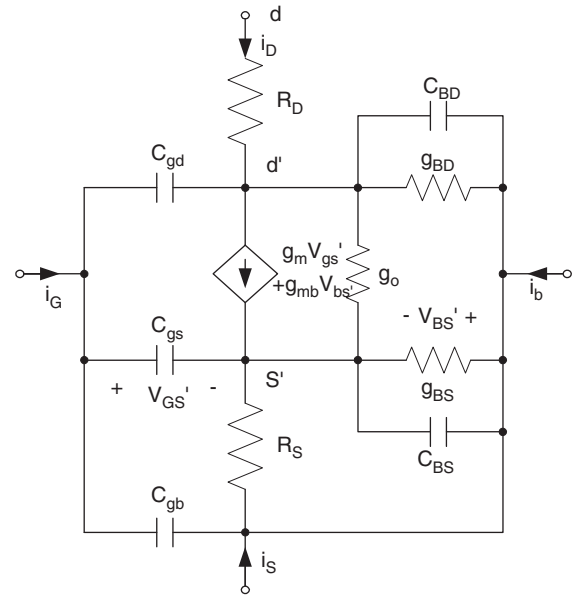 d
i_D
C_BD
R_D
C_gd
g_BD
d'
g_mV_gs'
+g_mbV_bs'
g_o
i_G
i_b
C_gs
- V_BS' +
+ V_GS' -
S'
g_BS
R_S
C_BS
C_gb
i_S